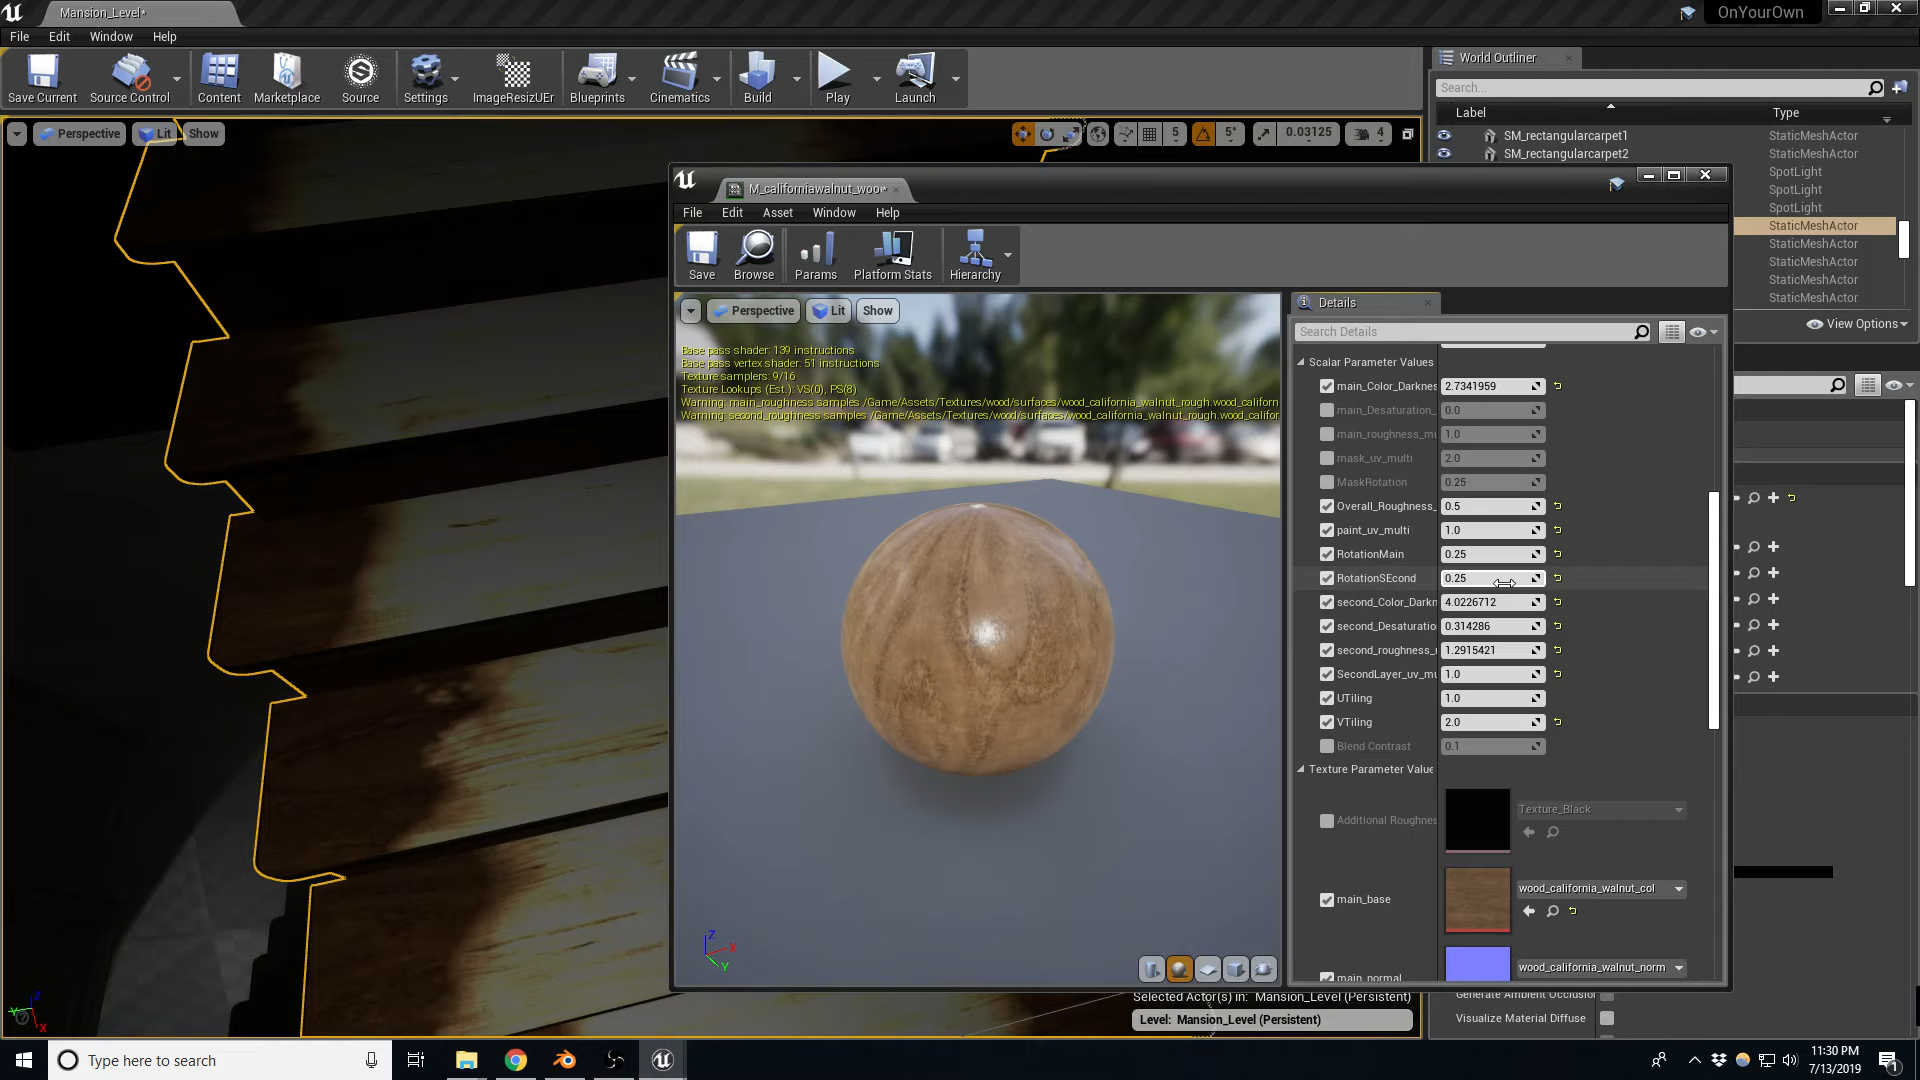 Mansion_Level*
OnYourOwn
File Edit Window Help
Save Current
Source Control
Content
Marketplace
Source
Settings
ImageResizUEr
Blueprints
Cinematics
Build
Play
Launch
World Outliner
Search...
Label Type
SM_rectangularcarpet1 StaticMeshActor
SM_rectangularcarpet2 StaticMeshActor
SpotLight
SpotLight
SpotLight
StaticMeshActor
StaticMeshActor
StaticMeshActor
StaticMeshActor
StaticMeshActor
View Options
Perspective Lit Show
5 5° 0.03125 4
M_californiawalnut_woo*
File Edit Asset Window Help
Save Browse Params Platform Stats Hierarchy
Perspective Lit Show
Base pass shader: 139 instructions
Base pass vertex shader: 51 instructions
Texture samplers: 9/16
Texture Lookups (Est.): VS(0), PS(8)
Warning: main_roughness samples /Game/Assets/Textures/wood/surfaces/wood_california_walnut_rough.wood_californ
Warning: second_roughness samples /Game/Assets/Textures/wood/surfaces/wood_california_walnut_rough.wood_califor
Z X Y
Details
Search Details
Scalar Parameter Values
main_Color_Darknes 2.7341959
main_Desaturation_ 0.0
main_roughness_mu 1.0
mask_uv_multi 2.0
MaskRotation 0.25
Overall_Roughness_ 0.5
paint_uv_multi 1.0
RotationMain 0.25
RotationSEcond 0.25
second_Color_Darkn 4.0226712
second_Desaturatio 0.314286
second_roughness_r 1.2915421
SecondLayer_uv_mu 1.0
UTiling 1.0
VTiling 2.0
Blend Contrast 0.1
Texture Parameter Value
Additional Roughnes Texture_Black
main_base wood_california_walnut_col
main_normal wood_california_walnut_norm
Generate Ambient Occlusion
Visualize Material Diffuse
Selected Actor(s) in: Mansion_Level (Persistent)
Level: Mansion_Level (Persistent)
Z Y X
Type here to search
11:30 PM
7/13/2019
1